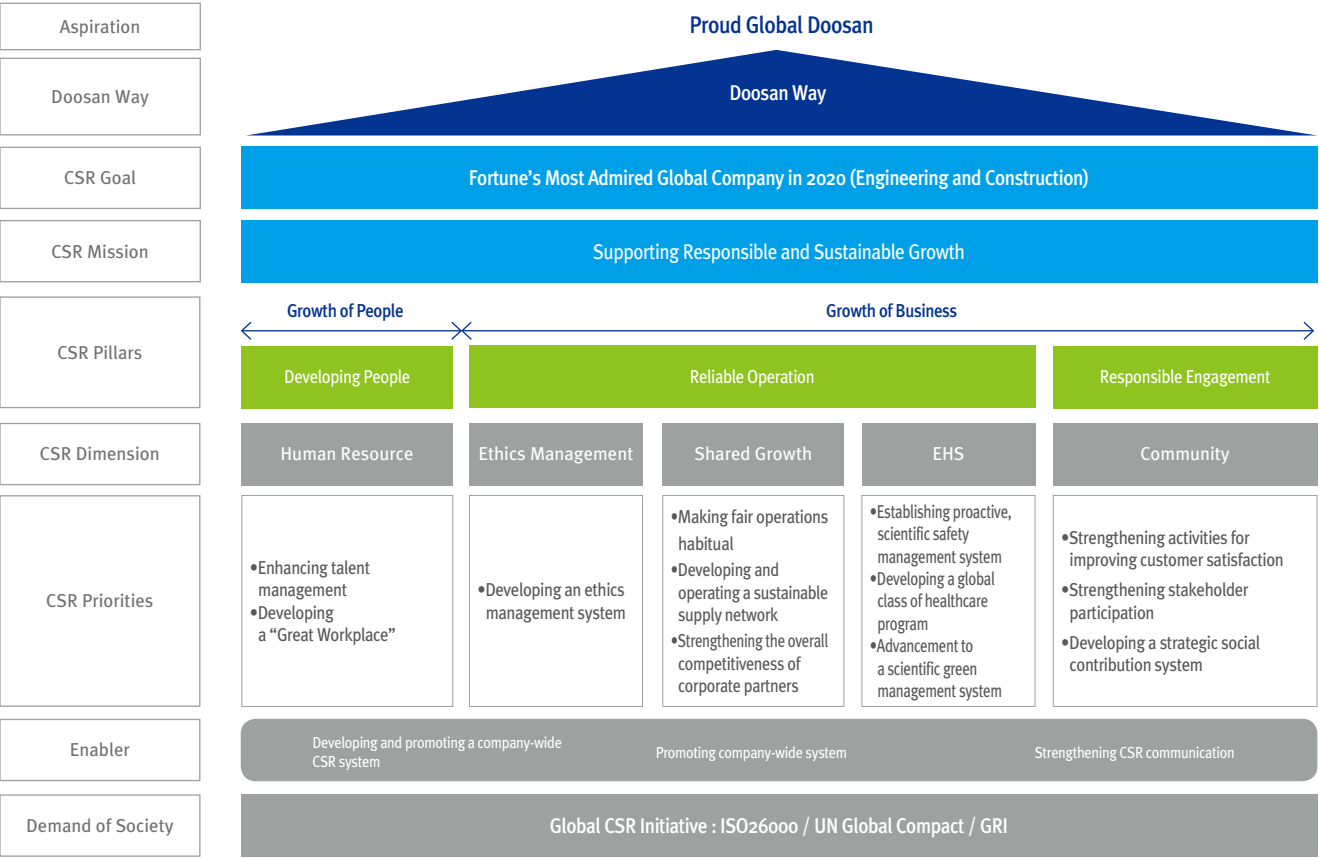 Aspiration
Proud Global Doosan
Doosan Way
Doosan Way
CSR Goal
Fortune's Most Admired Global Company in 2020 (Engineering and Construction)
CSR Mission
Supporting Responsible and Sustainable Growth
CSR Pillars
Growth of People
Growth of Business
Developing People
Reliable Operation
Responsible Engagement
CSR Dimension
Human Resource
Ethics Management
Shared Growth
EHS
Community
CSR Priorities
•Enhancing talent
management
•Developing
a “Great Workplace”
•Developing an ethics
management system
•Making fair operations
habitual
•Developing and
operating a sustainable
supply network
•Strengthening the overall
competitiveness of
corporate partners
•Establishing proactive,
scientific safety
management system
•Developing a global
class of healthcare
program
•Advancement to
a scientific green
management system
•Strengthening activities for
improving customer satisfaction
•Strengthening stakeholder
participation
•Developing a strategic social
contribution system
Enabler
Developing and promoting a company-wide
CSR system
Promoting company-wide system
Strengthening CSR communication
Demand of Society
Global CSR Initiative : ISO26000 / UN Global Compact / GRI